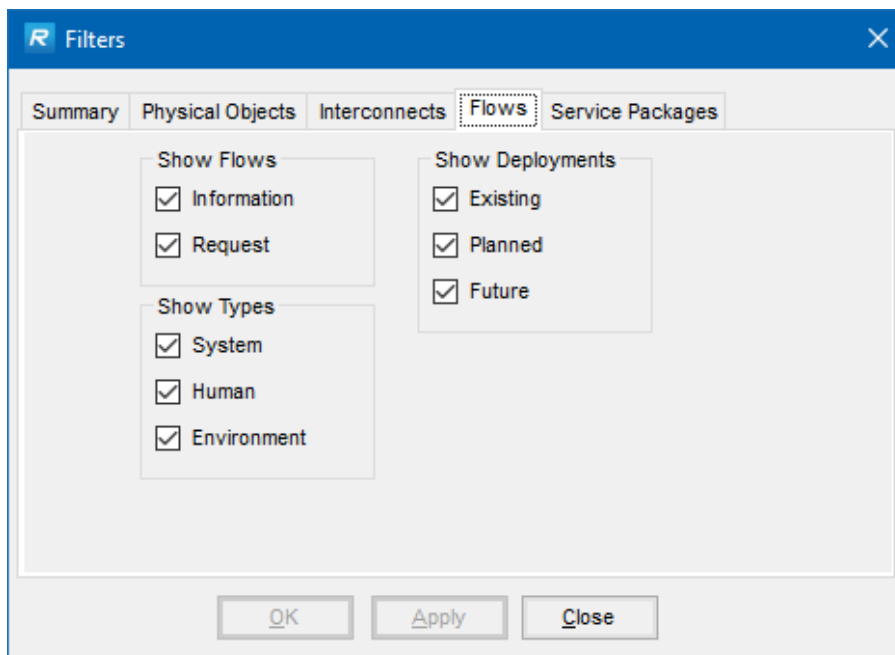 R Filters
Summary Physical Objects Interconnects Flows Service Packages
Show Flows
Information
Request
Show Types
System
Human
Environment
Show Deployments
Existing
Planned
Future
OK Apply Close